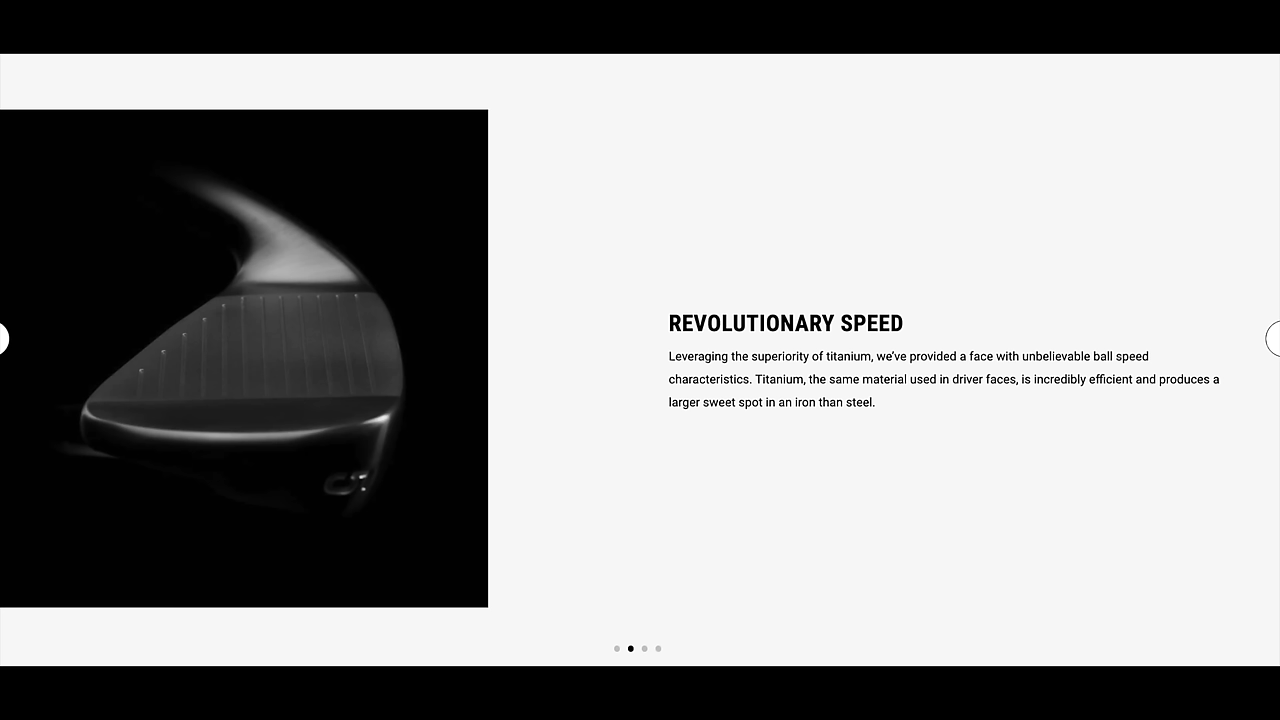 REVOLUTIONARY SPEED
Leveraging the superiority of titanium, we’ve provided a face with unbelievable ball speed
characteristics. Titanium, the same material used in driver faces, is incredibly efficient and produces a
larger sweet spot in an iron than steel.